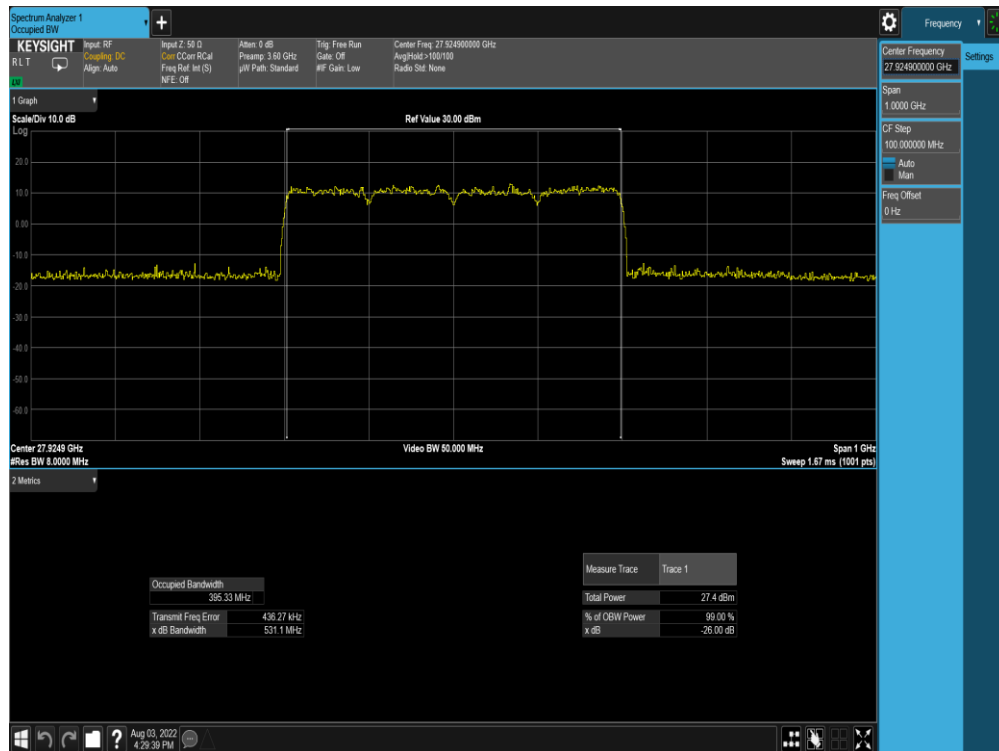 Spectrum Analyzer 1
Occupied BW
+
Frequency
KEYSIGHT
R L T
Input: RF
Coupling: DC
Align: Auto
Input Z: 50 Ω
Corr CCorr RCal
Freq Ref: Int (S)
NFE: Off
Atten: 0 dB
Preamp: 3.60 GHz
µW Path: Standard
Trig: Free Run
Gate: Off
#IF Gain: Low
Center Freq: 27.924900000 GHz
Avg|Hold:>100/100
Radio Std: None
Center Frequency
27.924900000 GHz
Settings
Span
1.0000 GHz
CF Step
100.000000 MHz
Auto
Man
Freq Offset
0 Hz
1 Graph
Scale/Div 10.0 dB
Ref Value 30.00 dBm
Log
20.0
10.0
0.00
-10.0
-20.0
-30.0
-40.0
-50.0
-60.0
Center 27.9249 GHz
Video BW 50.000 MHz
Span 1 GHz
#Res BW 8.0000 MHz
Sweep 1.67 ms (1001 pts)
2 Metrics
Measure Trace
Trace 1
Occupied Bandwidth
395.33 MHz
Total Power
27.4 dBm
Transmit Freq Error
436.27 kHz
% of OBW Power
99.00 %
x dB Bandwidth
531.1 MHz
x dB
-26.00 dB
?
Aug 03, 2022
4:29:39 PM